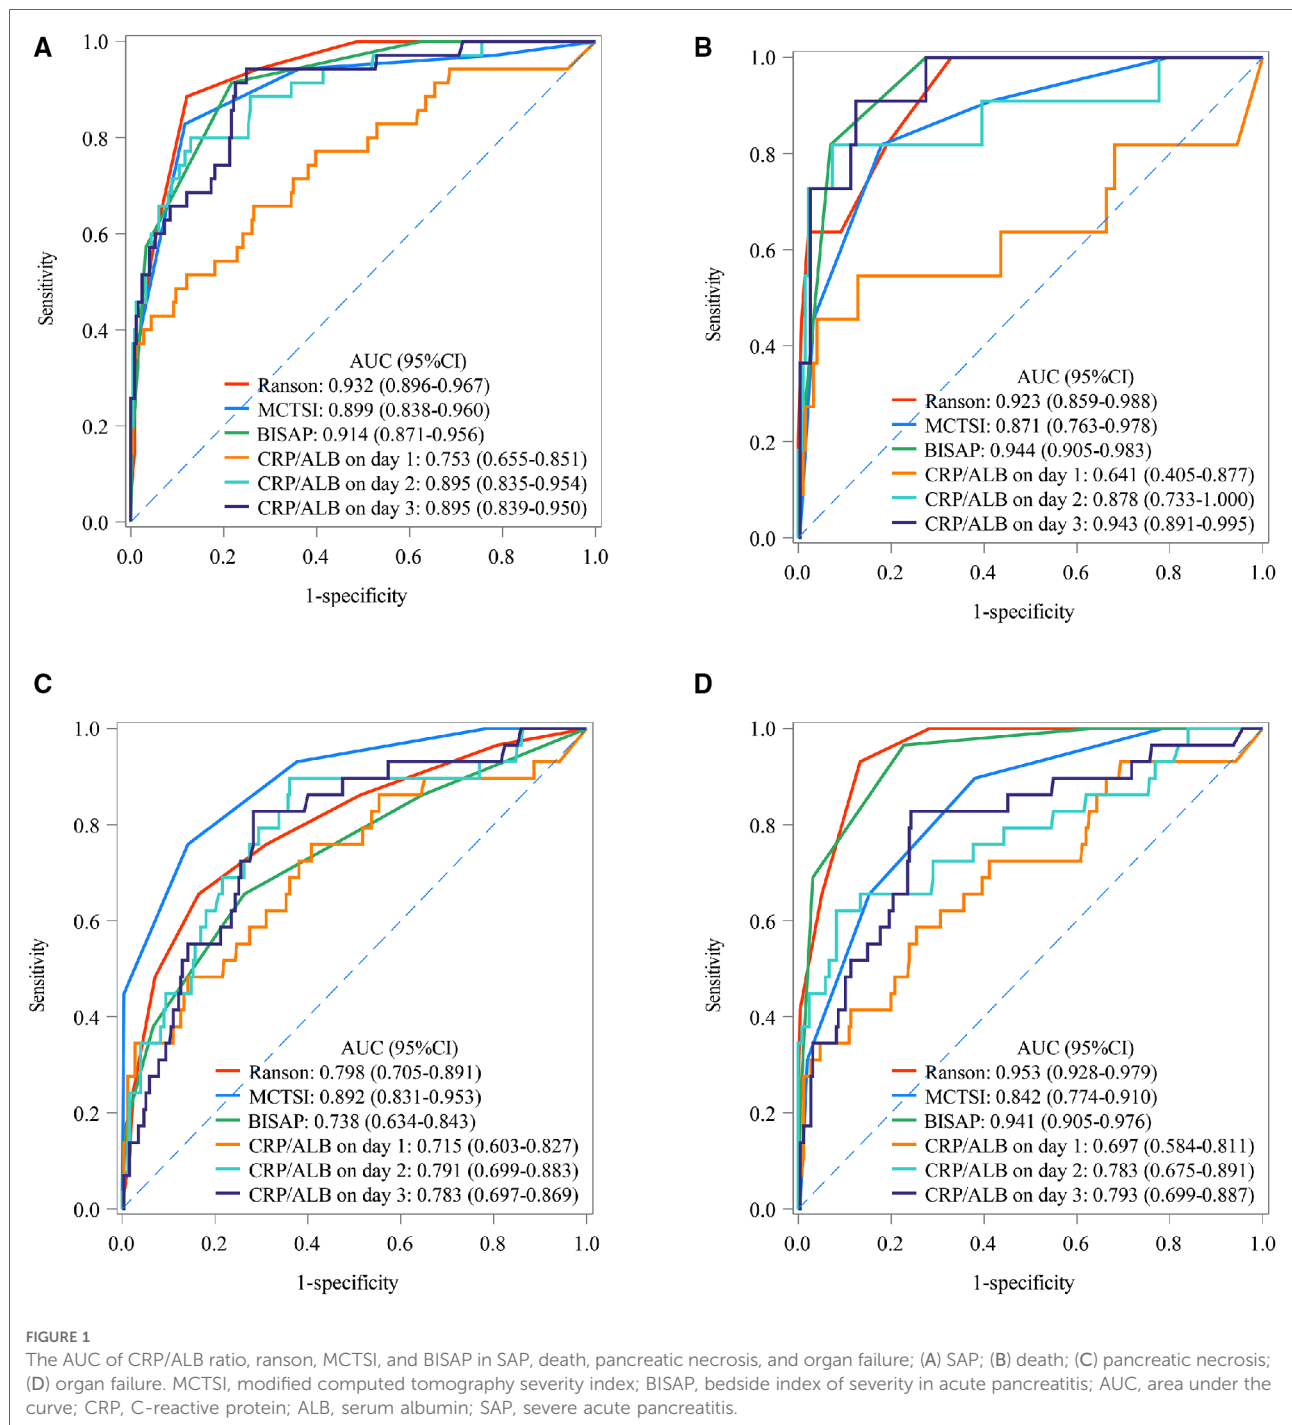 A
1.0
0.8
0.6
0.4
0.2
0.0
Sensitivity
AUC (95%CI)
Ranson: 0.932 (0.896-0.967)
MCTSI: 0.899 (0.838-0.960)
BISAP: 0.914 (0.871-0.956)
CRP/ALB on day 1: 0.753 (0.655-0.851)
CRP/ALB on day 2: 0.895 (0.835-0.954)
CRP/ALB on day 3: 0.895 (0.839-0.950)
0.0 0.2 0.4 0.6 0.8 1.0
1-specificity
B
1.0
0.8
0.6
0.4
0.2
0.0
Sensitivity
AUC (95%CI)
Ranson: 0.923 (0.859-0.988)
MCTSI: 0.871 (0.763-0.978)
BISAP: 0.944 (0.905-0.983)
CRP/ALB on day 1: 0.641 (0.405-0.877)
CRP/ALB on day 2: 0.878 (0.733-1.000)
CRP/ALB on day 3: 0.943 (0.891-0.995)
0.0 0.2 0.4 0.6 0.8 1.0
1-specificity
C
1.0
0.8
0.6
0.4
0.2
0.0
Sensitivity
AUC (95%CI)
Ranson: 0.798 (0.705-0.891)
MCTSI: 0.892 (0.831-0.953)
BISAP: 0.738 (0.634-0.843)
CRP/ALB on day 1: 0.715 (0.603-0.827)
CRP/ALB on day 2: 0.791 (0.699-0.883)
CRP/ALB on day 3: 0.783 (0.697-0.869)
0.0 0.2 0.4 0.6 0.8 1.0
1-specificity
D
1.0
0.8
0.6
0.4
0.2
0.0
Sensitivity
AUC (95%CI)
Ranson: 0.953 (0.928-0.979)
MCTSI: 0.842 (0.774-0.910)
BISAP: 0.941 (0.905-0.976)
CRP/ALB on day 1: 0.697 (0.584-0.811)
CRP/ALB on day 2: 0.783 (0.675-0.891)
CRP/ALB on day 3: 0.793 (0.699-0.887)
0.0 0.2 0.4 0.6 0.8 1.0
1-specificity
FIGURE 1
The AUC of CRP/ALB ratio, ranson, MCTSI, and BISAP in SAP, death, pancreatic necrosis, and organ failure; (A) SAP; (B) death; (C) pancreatic necrosis;
(D) organ failure. MCTSI, modified computed tomography severity index; BISAP, bedside index of severity in acute pancreatitis; AUC, area under the
curve; CRP, C-reactive protein; ALB, serum albumin; SAP, severe acute pancreatitis.